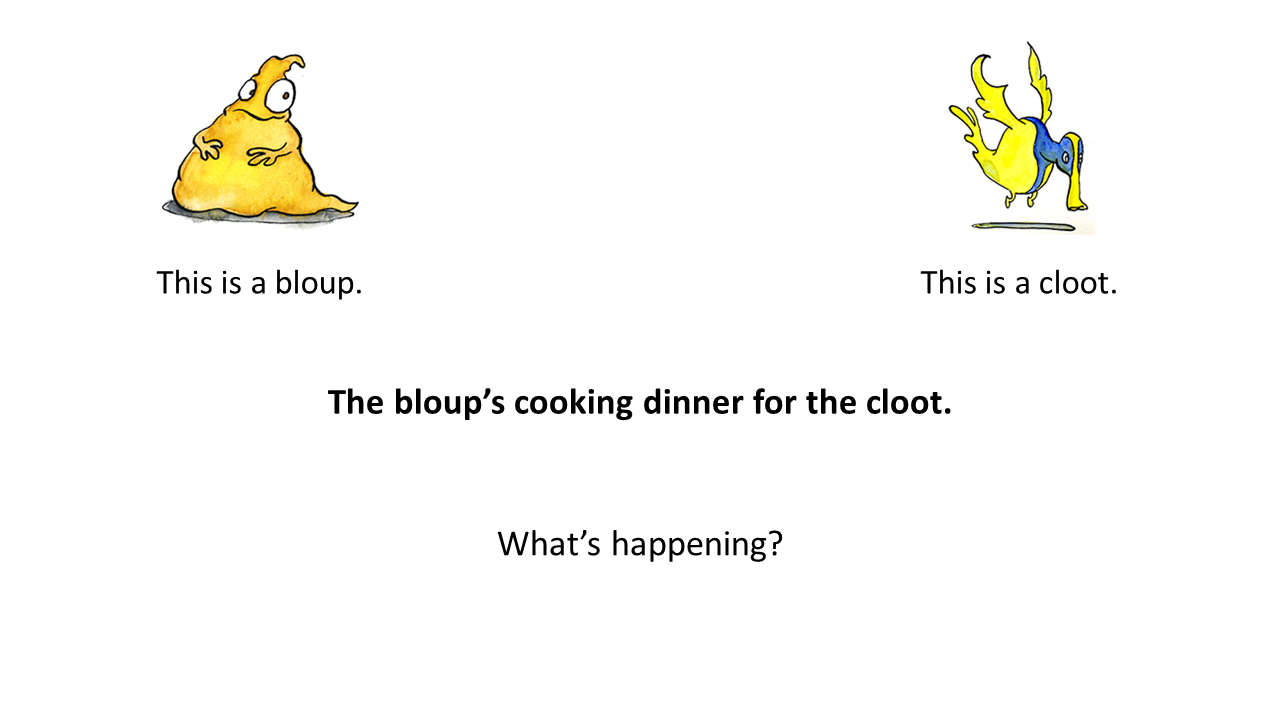 This is a bloup.
This is a cloot.
The bloup’s cooking dinner for the cloot.
What’s happening?